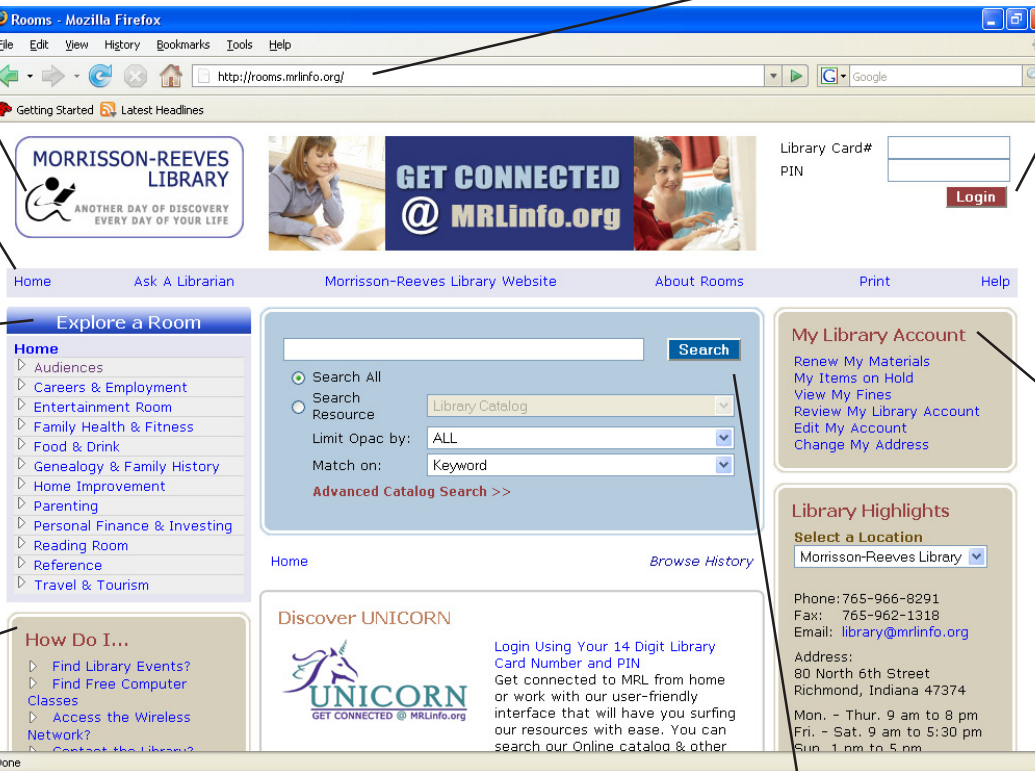 Rooms - Mozilla Firefox
File Edit View History Bookmarks Tools Help
http://rooms.mrlinfo.org/
G Google
Getting Started Latest Headlines
MORRISSON-REEVES
LIBRARY
ANOTHER DAY OF DISCOVERY
EVERY DAY OF YOUR LIFE
GET CONNECTED
@ MRLinfo.org
Library Card#
PIN
Login
Home Ask A Librarian Morrisson-Reeves Library Website About Rooms Print Help
Explore a Room
Home
Audiences
Careers & Employment
Entertainment Room
Family Health & Fitness
Food & Drink
Genealogy & Family History
Home Improvement
Parenting
Personal Finance & Investing
Reading Room
Reference
Travel & Tourism
How Do I...
Find Library Events?
Find Free Computer
Classes
Access the Wireless
Network?
Contact the Library?
Search
Search All
Search
Resource
Library Catalog
Limit Opac by: ALL
Match on: Keyword
Advanced Catalog Search >>
Home Browse History
Discover UNICORN
UNICORN
GET CONNECTED @ MRLinfo.org
Login Using Your 14 Digit Library
Card Number and PIN
Get connected to MRL from home
or work with our user-friendly
interface that will have you surfing
our resources with ease. You can
search our Online catalog & other
My Library Account
Renew My Materials
My Items on Hold
View My Fines
Review My Library Account
Edit My Account
Change My Address
Library Highlights
Select a Location
Morrisson-Reeves Library
Phone: 765-966-8291
Fax: 765-962-1318
Email: library@mrlinfo.org
Address:
80 North 6th Street
Richmond, Indiana 47374
Mon. - Thur. 9 am to 8 pm
Fri. - Sat. 9 am to 5:30 pm
Sun. 1 pm to 5 pm
Done